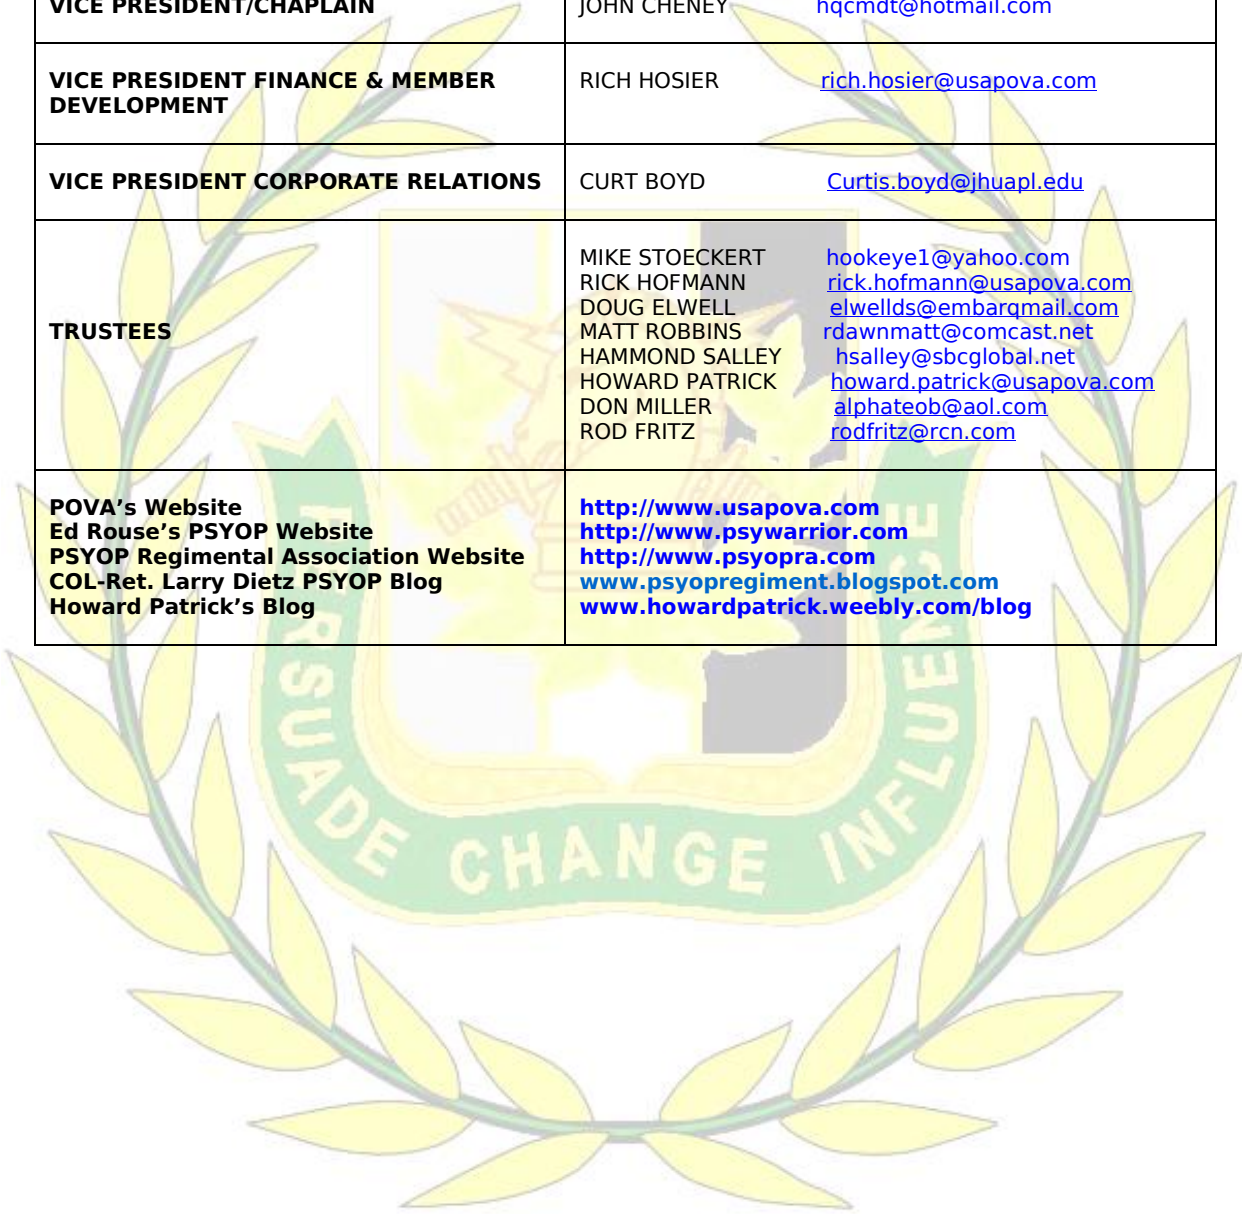 VICE PRESIDENT/CHAPLAIN JOHN CHENEY hqcmdt@hotmail.com
VICE PRESIDENT FINANCE & MEMBER
DEVELOPMENT
RICH HOSIER rich.hosier@usapova.com
VICE PRESIDENT CORPORATE RELATIONS CURT BOYD Curtis.boyd@jhuapl.edu
TRUSTEES
MIKE STOECKERT hookeye1@yahoo.com
RICK HOFMANN rick.hofmann@usapova.com
DOUG ELWELL elwellds@embarqmail.com
MATT ROBBINS rdawnmatt@comcast.net
HAMMOND SALLEY hsalley@sbcglobal.net
HOWARD PATRICK howard.patrick@usapova.com
DON MILLER alphateob@aol.com
ROD FRITZ rodfritz@rcn.com
POVA’s Website http://www.usapova.com
Ed Rouse’s PSYOP Website http://www.psywarrior.com
PSYOP Regimental Association Website http://www.psyopra.com
COL-Ret. Larry Dietz PSYOP Blog www.psyopregiment.blogspot.com
Howard Patrick’s Blog www.howardpatrick.weebly.com/blog
PERSUADE CHANGE INFLUENCE